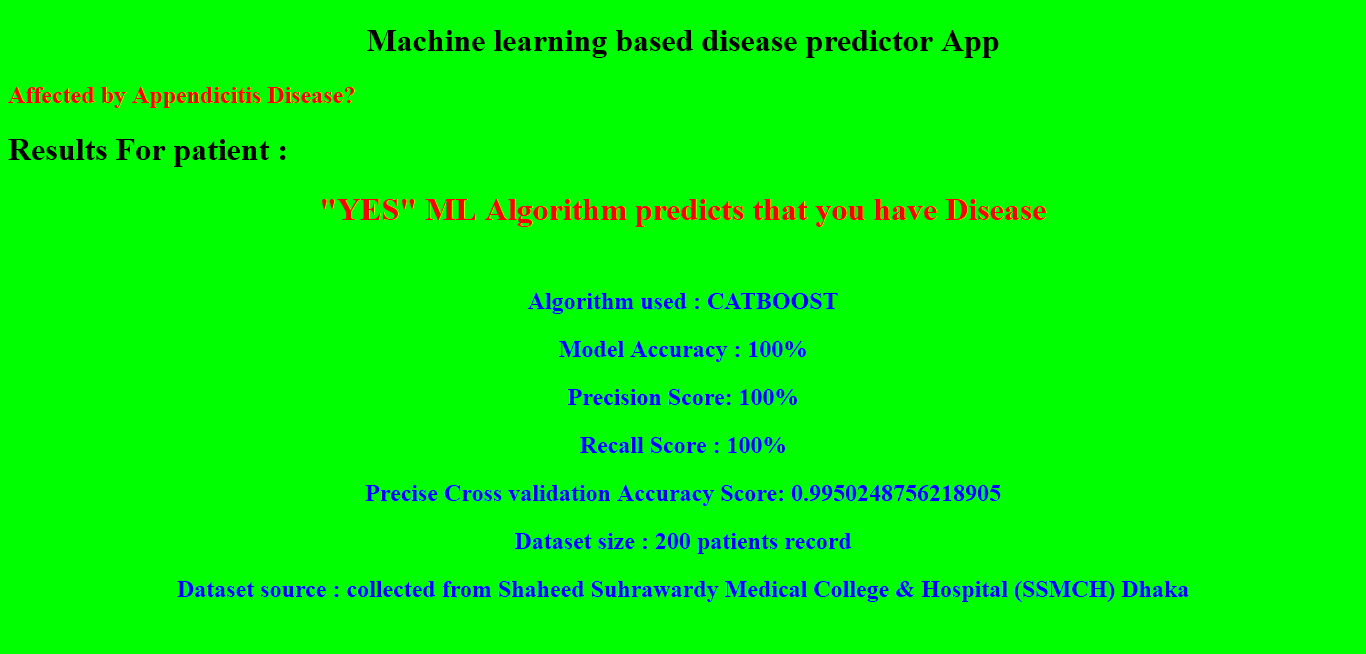 Machine learning based disease predictor App
Affected by Appendicitis Disease?
Results For patient :
"YES" ML Algorithm predicts that you have Disease
Algorithm used : CATBOOST
Model Accuracy : 100%
Precision Score: 100%
Recall Score : 100%
Precise Cross validation Accuracy Score: 0.9950248756218905
Dataset size : 200 patients record
Dataset source : collected from Shaheed Suhrawardy Medical College & Hospital (SSMCH) Dhaka